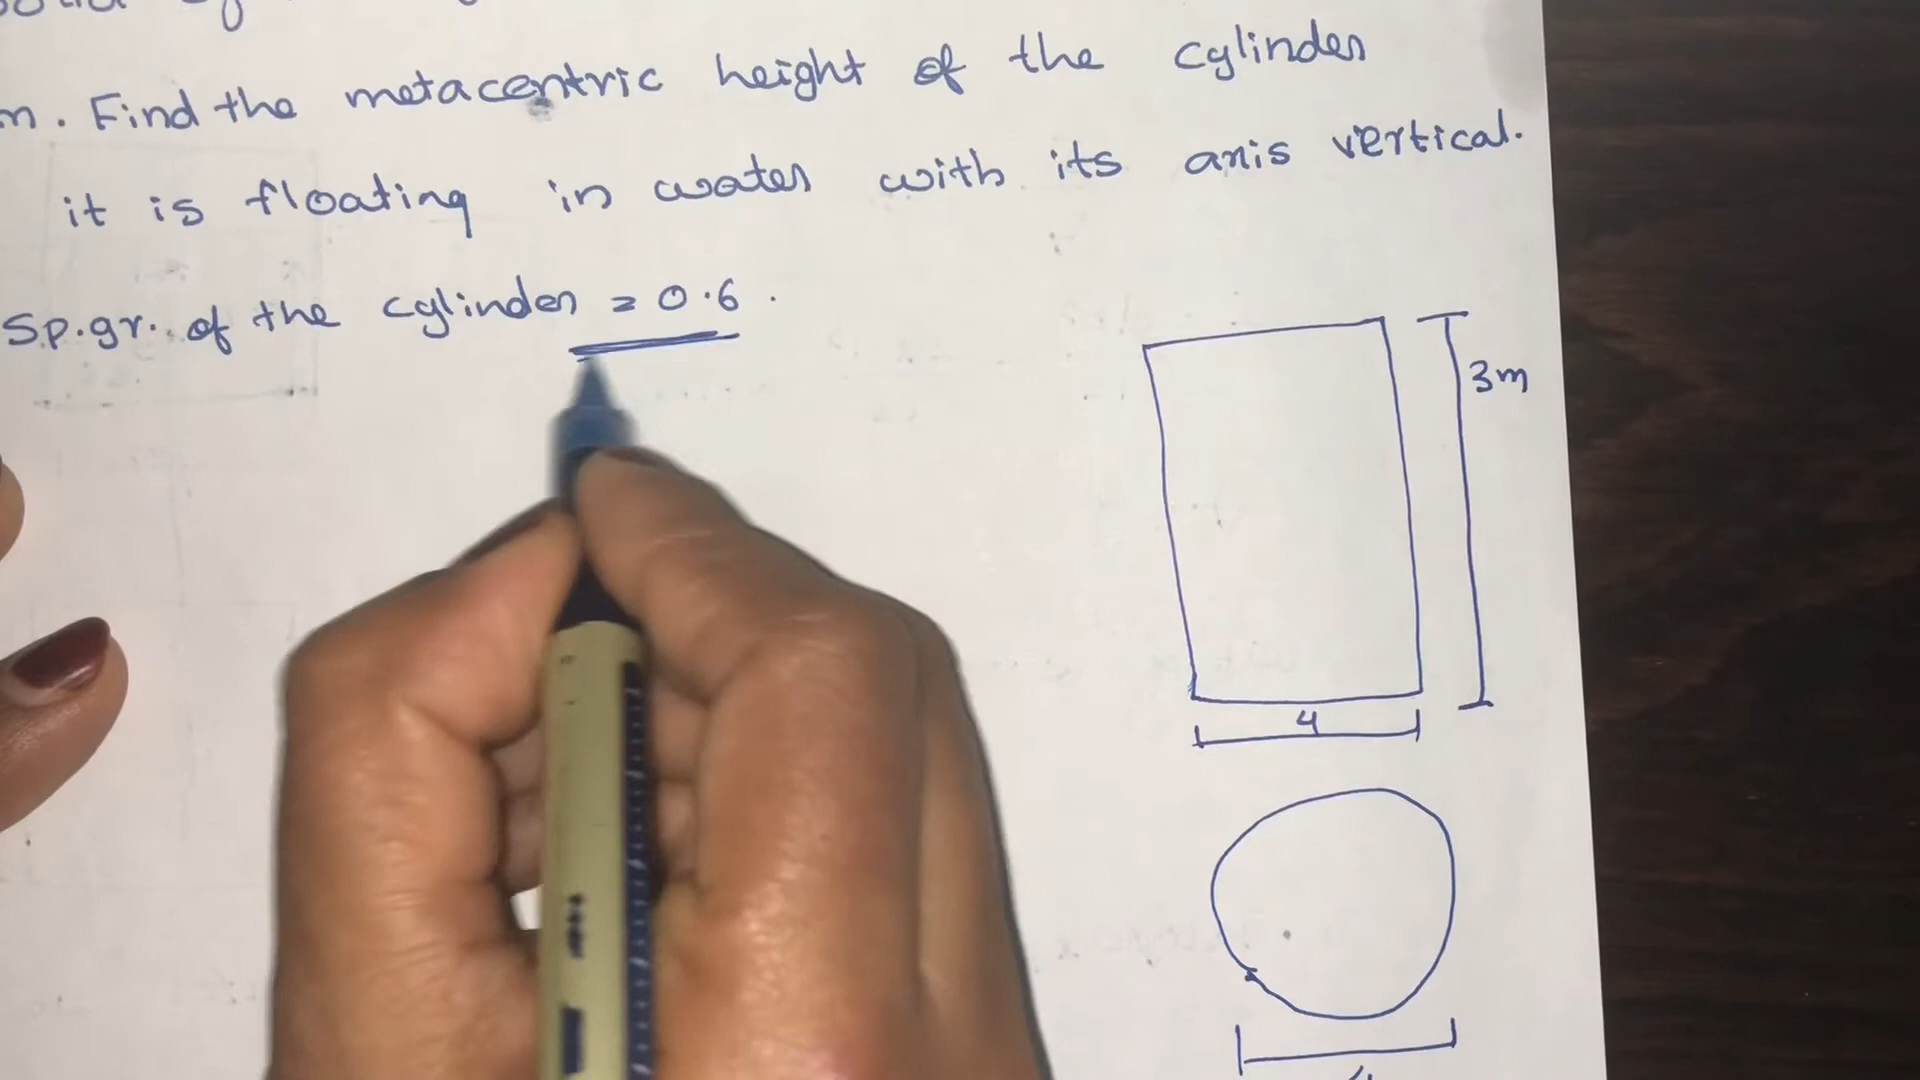 m. Find the metacentric height of the cylinder
it is floating in water with its axis vertical.
Sp.gr. of the cylinder = 0.6.
3m
4